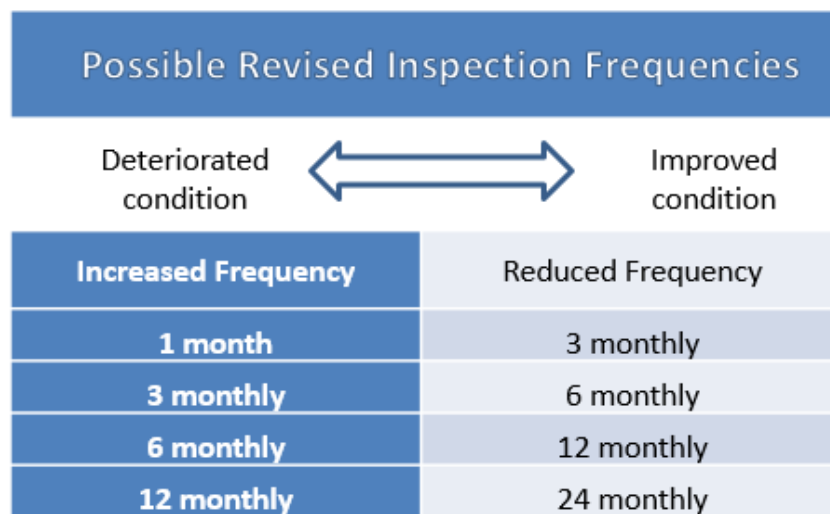 Possible Revised Inspection Frequencies
Deteriorated condition
Improved condition
Increased Frequency Reduced Frequency
1 month 3 monthly
3 monthly 6 monthly
6 monthly 12 monthly
12 monthly 24 monthly